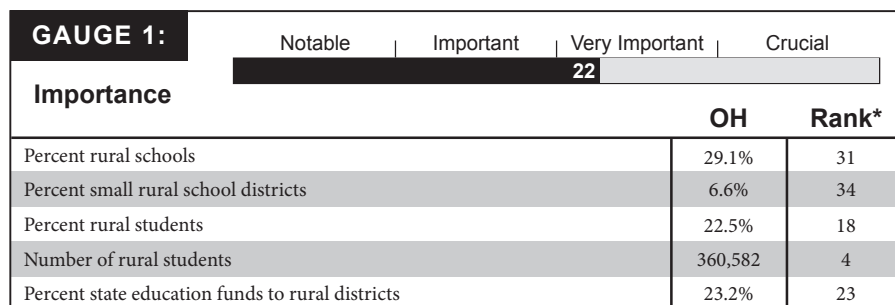 GAUGE 1:
Notable Important Very Important Crucial
22
Importance
OH Rank*
Percent rural schools 29.1% 31
Percent small rural school districts 6.6% 34
Percent rural students 22.5% 18
Number of rural students 360,582 4
Percent state education funds to rural districts 23.2% 23